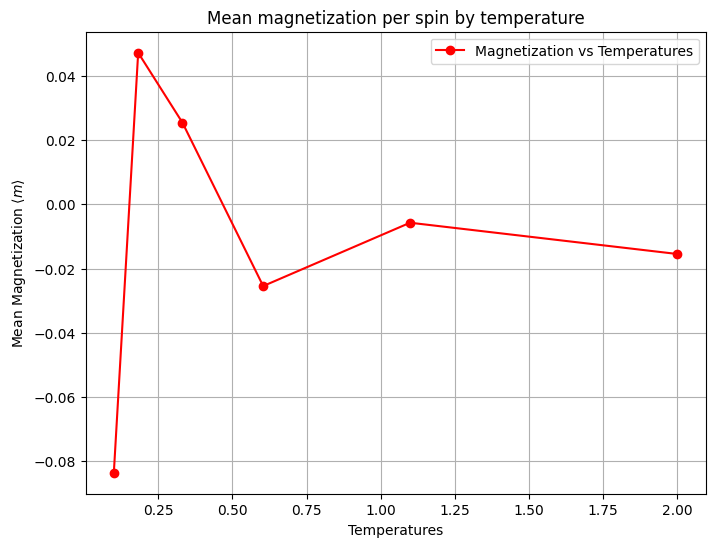 Mean magnetization per spin by temperature
Magnetization vs Temperatures
Mean Magnetization ⟨m⟩
0.04
0.02
0.00
−0.02
−0.04
−0.06
−0.08
0.25 0.50 0.75 1.00 1.25 1.50 1.75 2.00
Temperatures